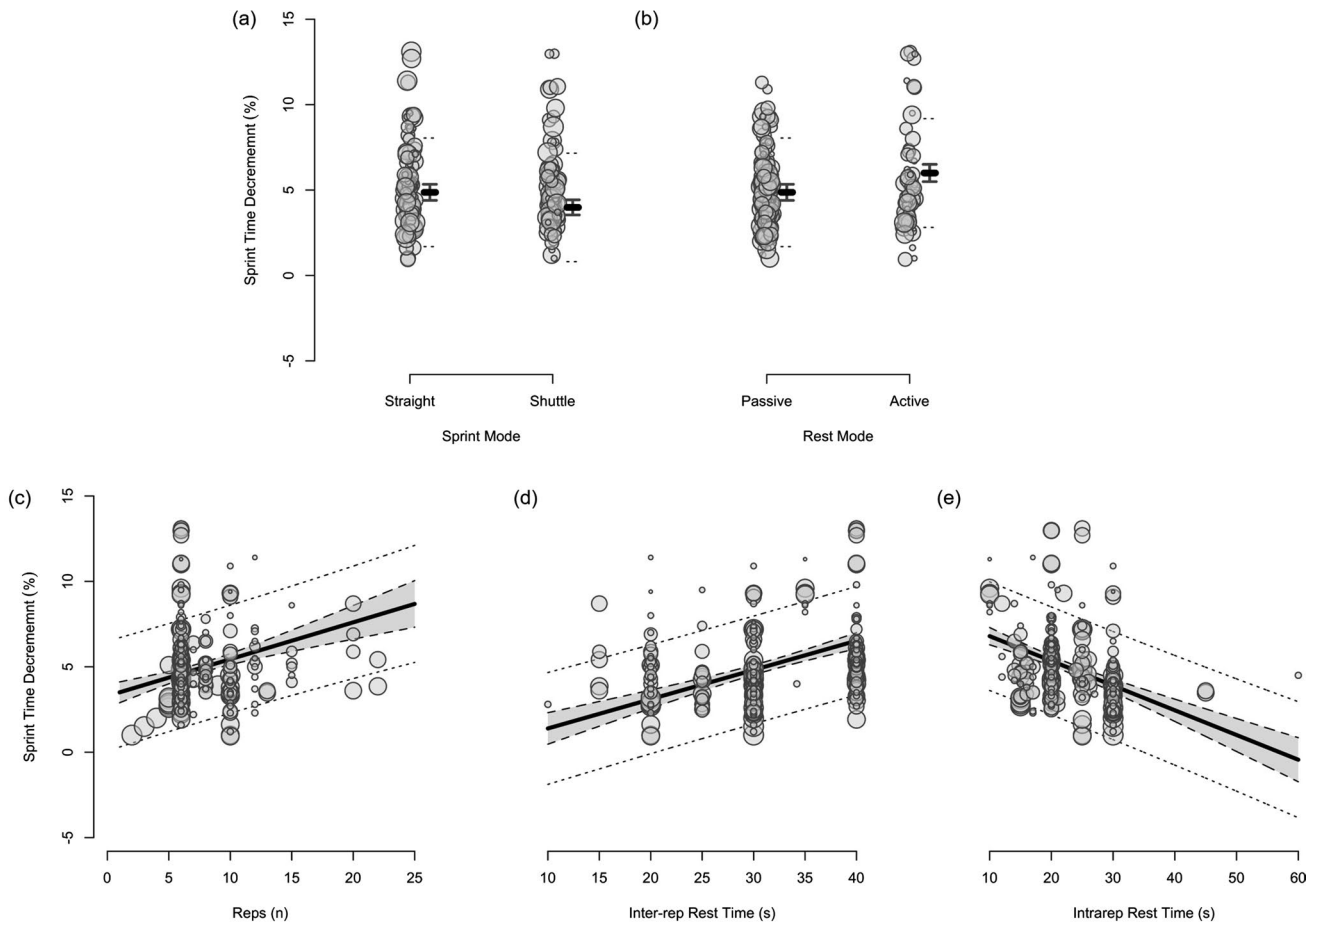 (a)
(b)
15
10
5
0
-5
Sprint Time Decrememnt (%)
Straight
Shuttle
Passive
Active
Sprint Mode
Rest Mode
(c)
(d)
(e)
15
10
5
0
-5
Sprint Time Decrememnt (%)
0 5 10 15 20 25
10 15 20 25 30 35 40
10 20 30 40 50 60
Reps (n)
Inter-rep Rest Time (s)
Intrarep Rest Time (s)